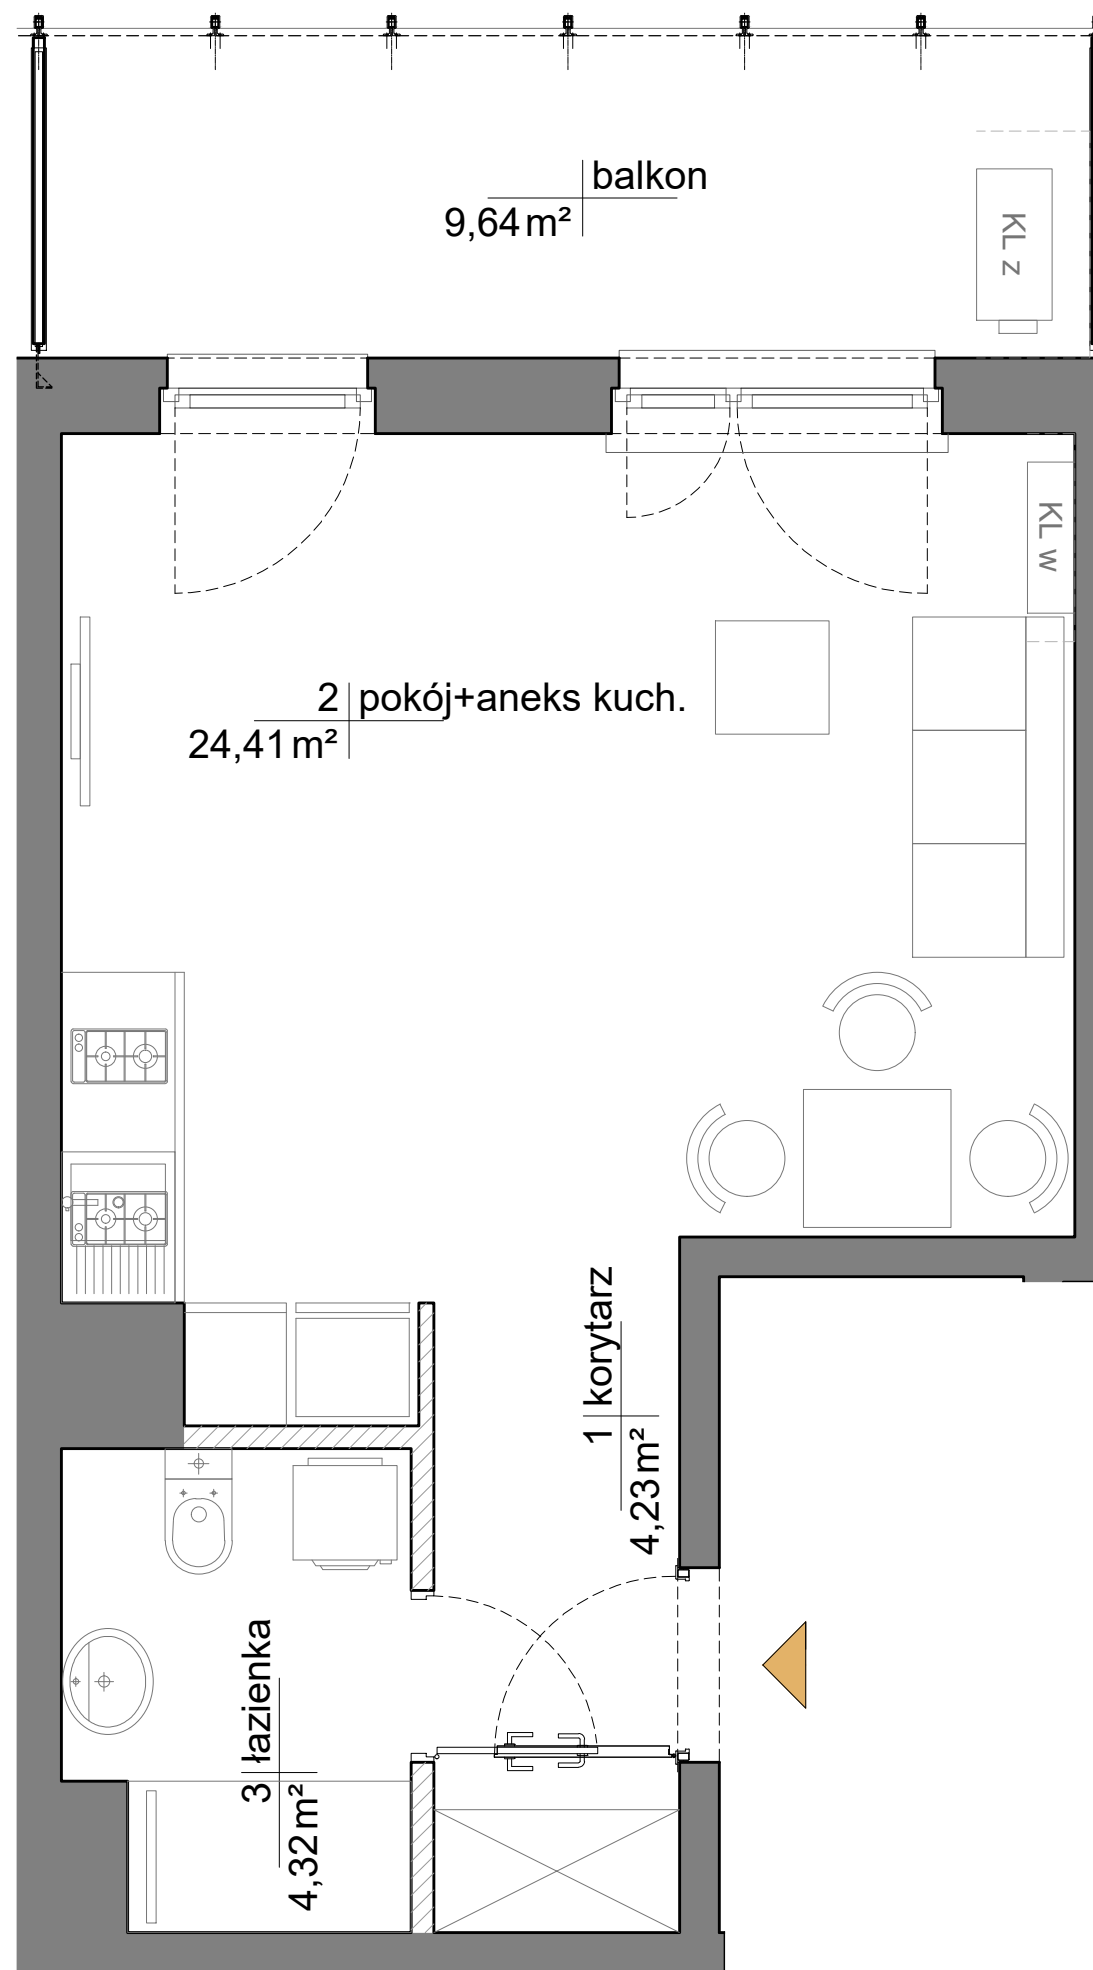 balkon
9,64 m²
KL z
KL w
2 pokój+aneks kuch.
24,41 m²
1 korytarz
4,23 m²
3 łazienka
4,32 m²